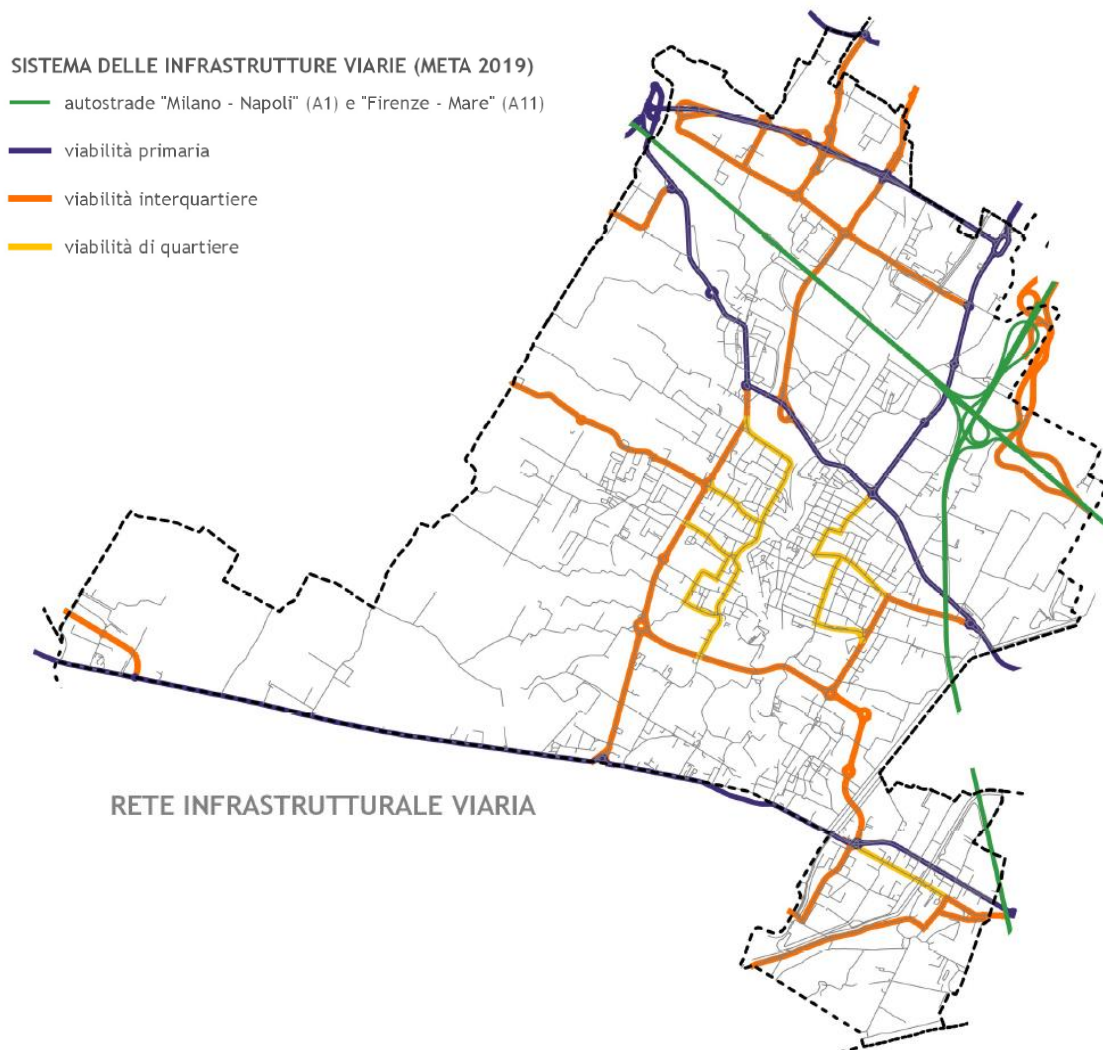 SISTEMA DELLE INFRASTRUTTURE VIARIE (META 2019)
autostrade "Milano - Napoli" (A1) e "Firenze - Mare" (A11)
viabilità primaria
viabilità interquartiere
viabilità di quartiere
RETE INFRASTRUTTURALE VIARIA